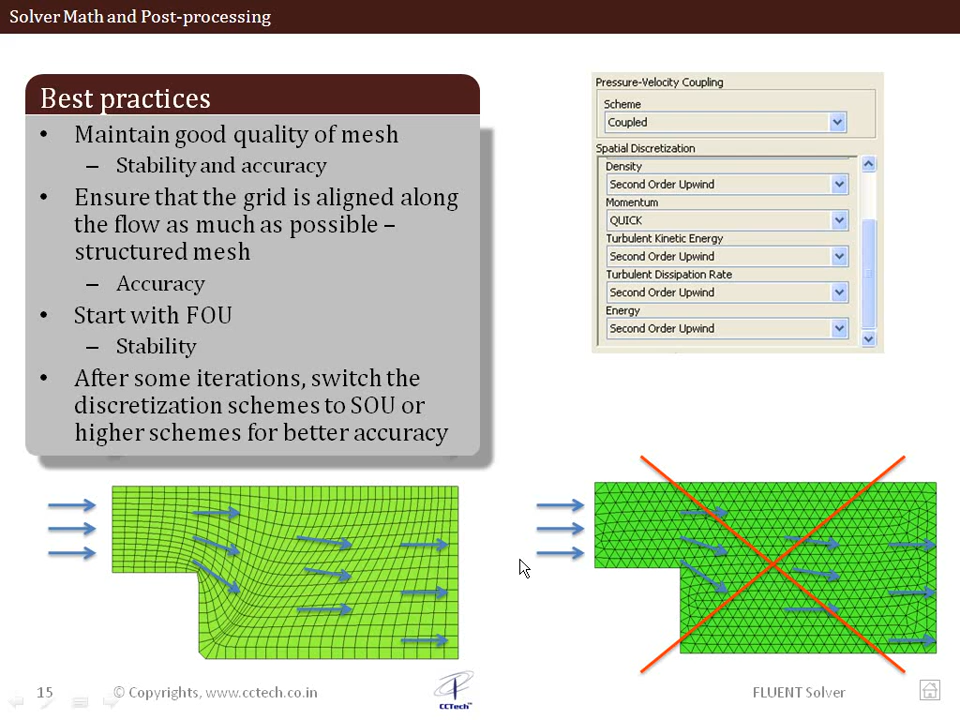 Solver Math and Post-processing
Best practices
• Maintain good quality of mesh
– Stability and accuracy
• Ensure that the grid is aligned along
the flow as much as possible –
structured mesh
– Accuracy
• Start with FOU
– Stability
• After some iterations, switch the
discretization schemes to SOU or
higher schemes for better accuracy
Pressure-Velocity Coupling
Scheme
Coupled
Spatial Discretization
Density
Second Order Upwind
Momentum
QUICK
Turbulent Kinetic Energy
Second Order Upwind
Turbulent Dissipation Rate
Second Order Upwind
Energy
Second Order Upwind
15
© Copyrights, www.cctech.co.in
CCTech™
FLUENT Solver